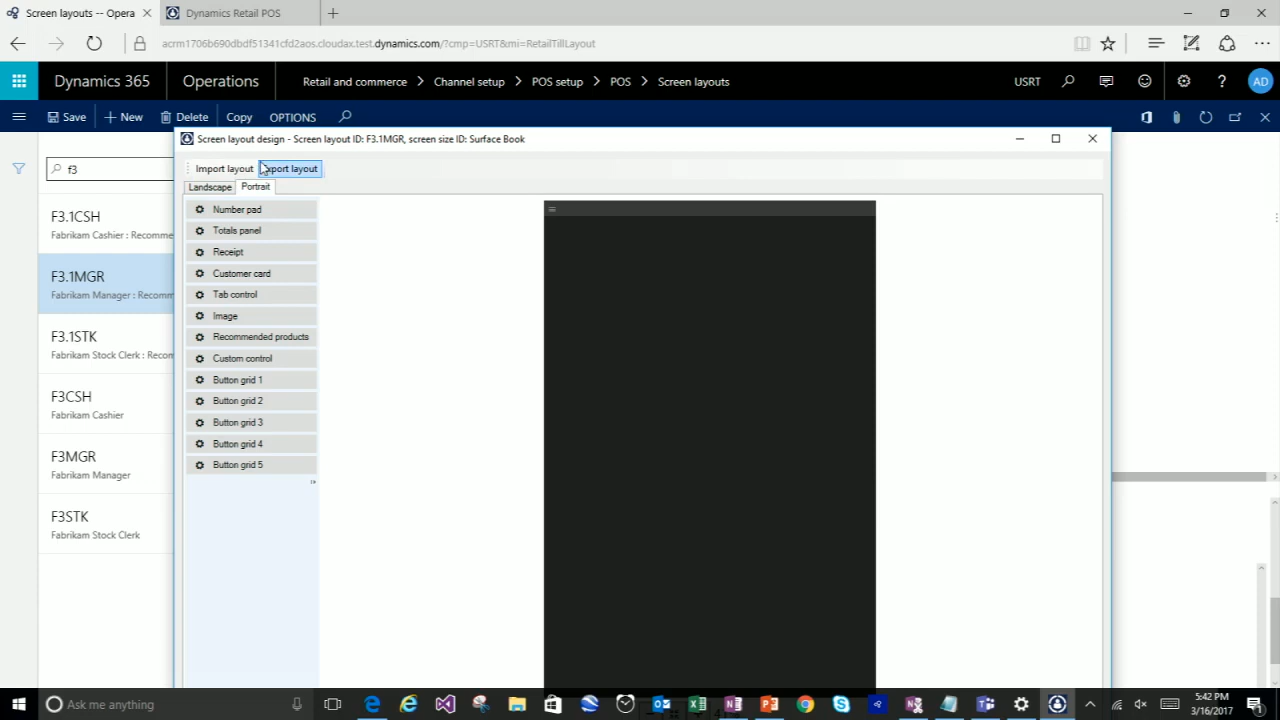 Screen layouts -- Opera
Dynamics Retail POS
acrm1706b690dbdf51341cfd2aos.cloudax.test.dynamics.com/?cmp=USRT&mi=RetailTillLayout
Dynamics 365
Operations
Retail and commerce > Channel setup > POS setup > POS > Screen layouts
USRT
AD
Save
New
Delete
Copy
OPTIONS
Screen layout design - Screen layout ID: F3.1MGR, screen size ID: Surface Book
f3
Import layout
xport layout
Landscape
Portrait
F3.1CSH
Fabrikam Cashier : Recomme
F3.1MGR
Fabrikam Manager : Recomm
F3.1STK
Fabrikam Stock Clerk : Recom
F3CSH
Fabrikam Cashier
F3MGR
Fabrikam Manager
F3STK
Fabrikam Stock Clerk
Number pad
Totals panel
Receipt
Customer card
Tab control
Image
Recommended products
Custom control
Button grid 1
Button grid 2
Button grid 3
Button grid 4
Button grid 5
Ask me anything
5:42 PM
3/16/2017